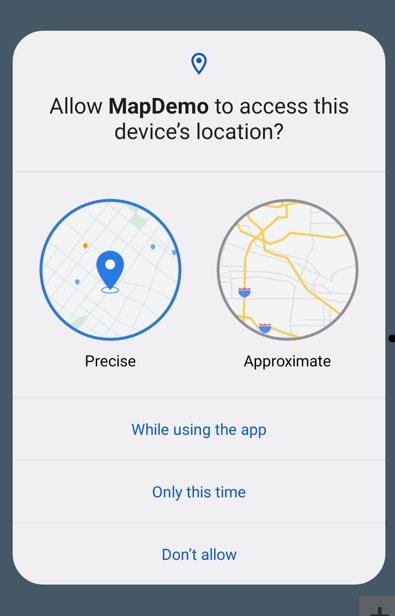 Allow MapDemo to access this
device’s location?
Precise
Approximate
While using the app
Only this time
Don’t allow